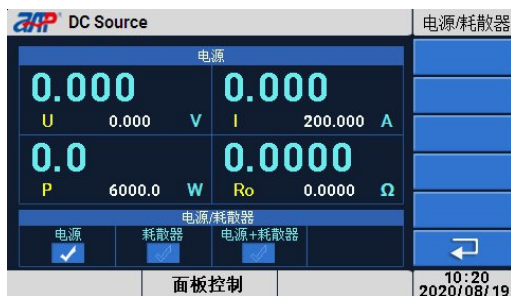 ZAP DC Source
电源/耗散器
电源
0.000
0.000
U 0.000 V
I 200.000 A
0.0
0.0000
P 6000.0 W
Ro 0.0000 Ω
电源/耗散器
电源
耗散器
电源+耗散器
面板控制
10:20
2020/08/19